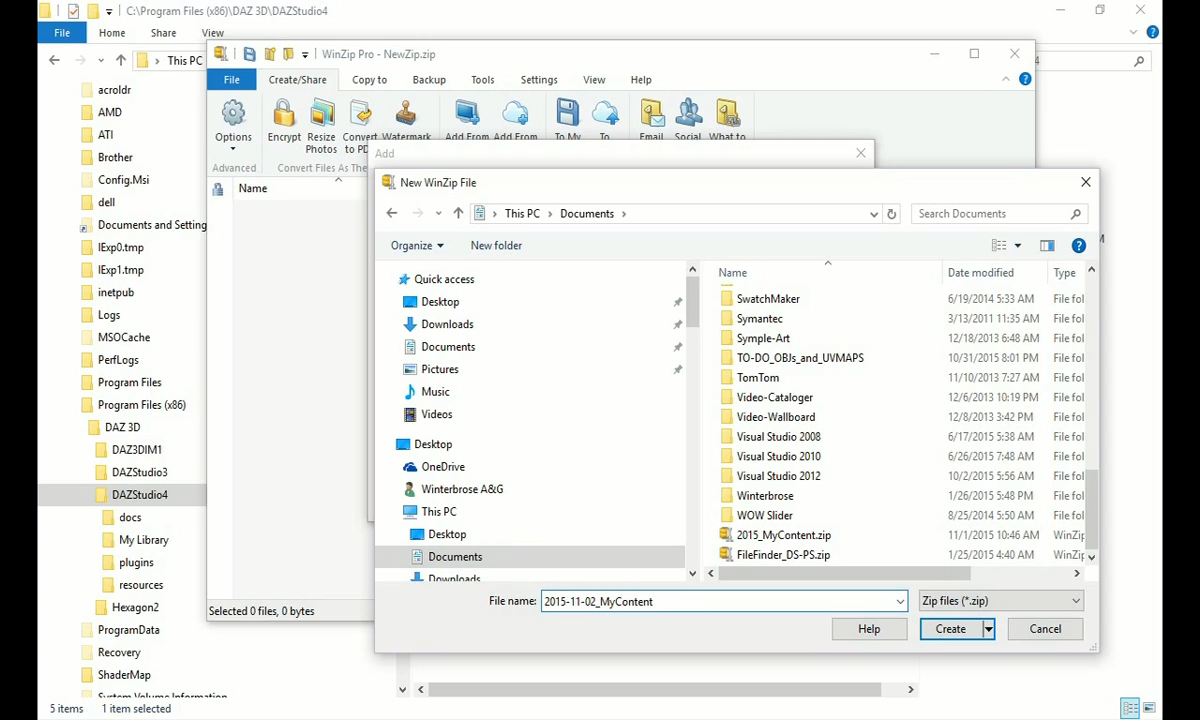 C:\Program Files (x86)\DAZ 3D\DAZStudio4
File
Home
Share
View
This PC
acroldr
AMD
ATI
Brother
Config.Msi
dell
Documents and Setting
IExp0.tmp
IExp1.tmp
inetpub
Logs
MSOCache
PerfLogs
Program Files
Program Files (x86)
DAZ 3D
DAZ3DIM1
DAZStudio3
DAZStudio4
docs
My Library
plugins
resources
Hexagon2
ProgramData
Recovery
ShaderMap
System Volume Information
5 items
1 item selected
WinZip Pro - NewZip.zip
File
Create/Share
Copy to
Backup
Tools
Settings
View
Help
Options
Encrypt
Resize
Photos
Convert
to PD
Watermark
Add From
Add From
To My
To
Email
Social
What to
Advanced
Convert Files As The
Name
Selected 0 files, 0 bytes
Add
New WinZip File
This PC
Documents
Search Documents
Organize
New folder
Quick access
Desktop
Downloads
Documents
Pictures
Music
Videos
Desktop
OneDrive
Winterbrose A&G
This PC
Desktop
Documents
Downloads
Name Date modified Type
SwatchMaker 6/19/2014 5:33 AM File fol
Symantec 3/13/2011 11:35 AM File fol
Symple-Art 12/18/2013 6:48 AM File fol
TO-DO_OBJs_and_UVMAPS 10/31/2015 8:01 PM File fol
TomTom 11/10/2013 7:27 AM File fol
Video-Cataloger 12/6/2013 10:19 PM File fol
Video-Wallboard 12/8/2013 3:42 PM File fol
Visual Studio 2008 6/17/2015 5:38 AM File fol
Visual Studio 2010 6/26/2015 7:48 AM File fol
Visual Studio 2012 10/2/2015 5:56 AM File fol
Winterbrose 1/26/2015 5:48 PM File fol
WOW Slider 8/25/2014 5:50 AM File fol
2015_MyContent.zip 11/1/2015 10:46 AM WinZip
FileFinder_DS-PS.zip 1/25/2015 4:40 AM WinZip
File name: 2015-11-02_MyContent
Zip files (*.zip)
Help
Create
Cancel